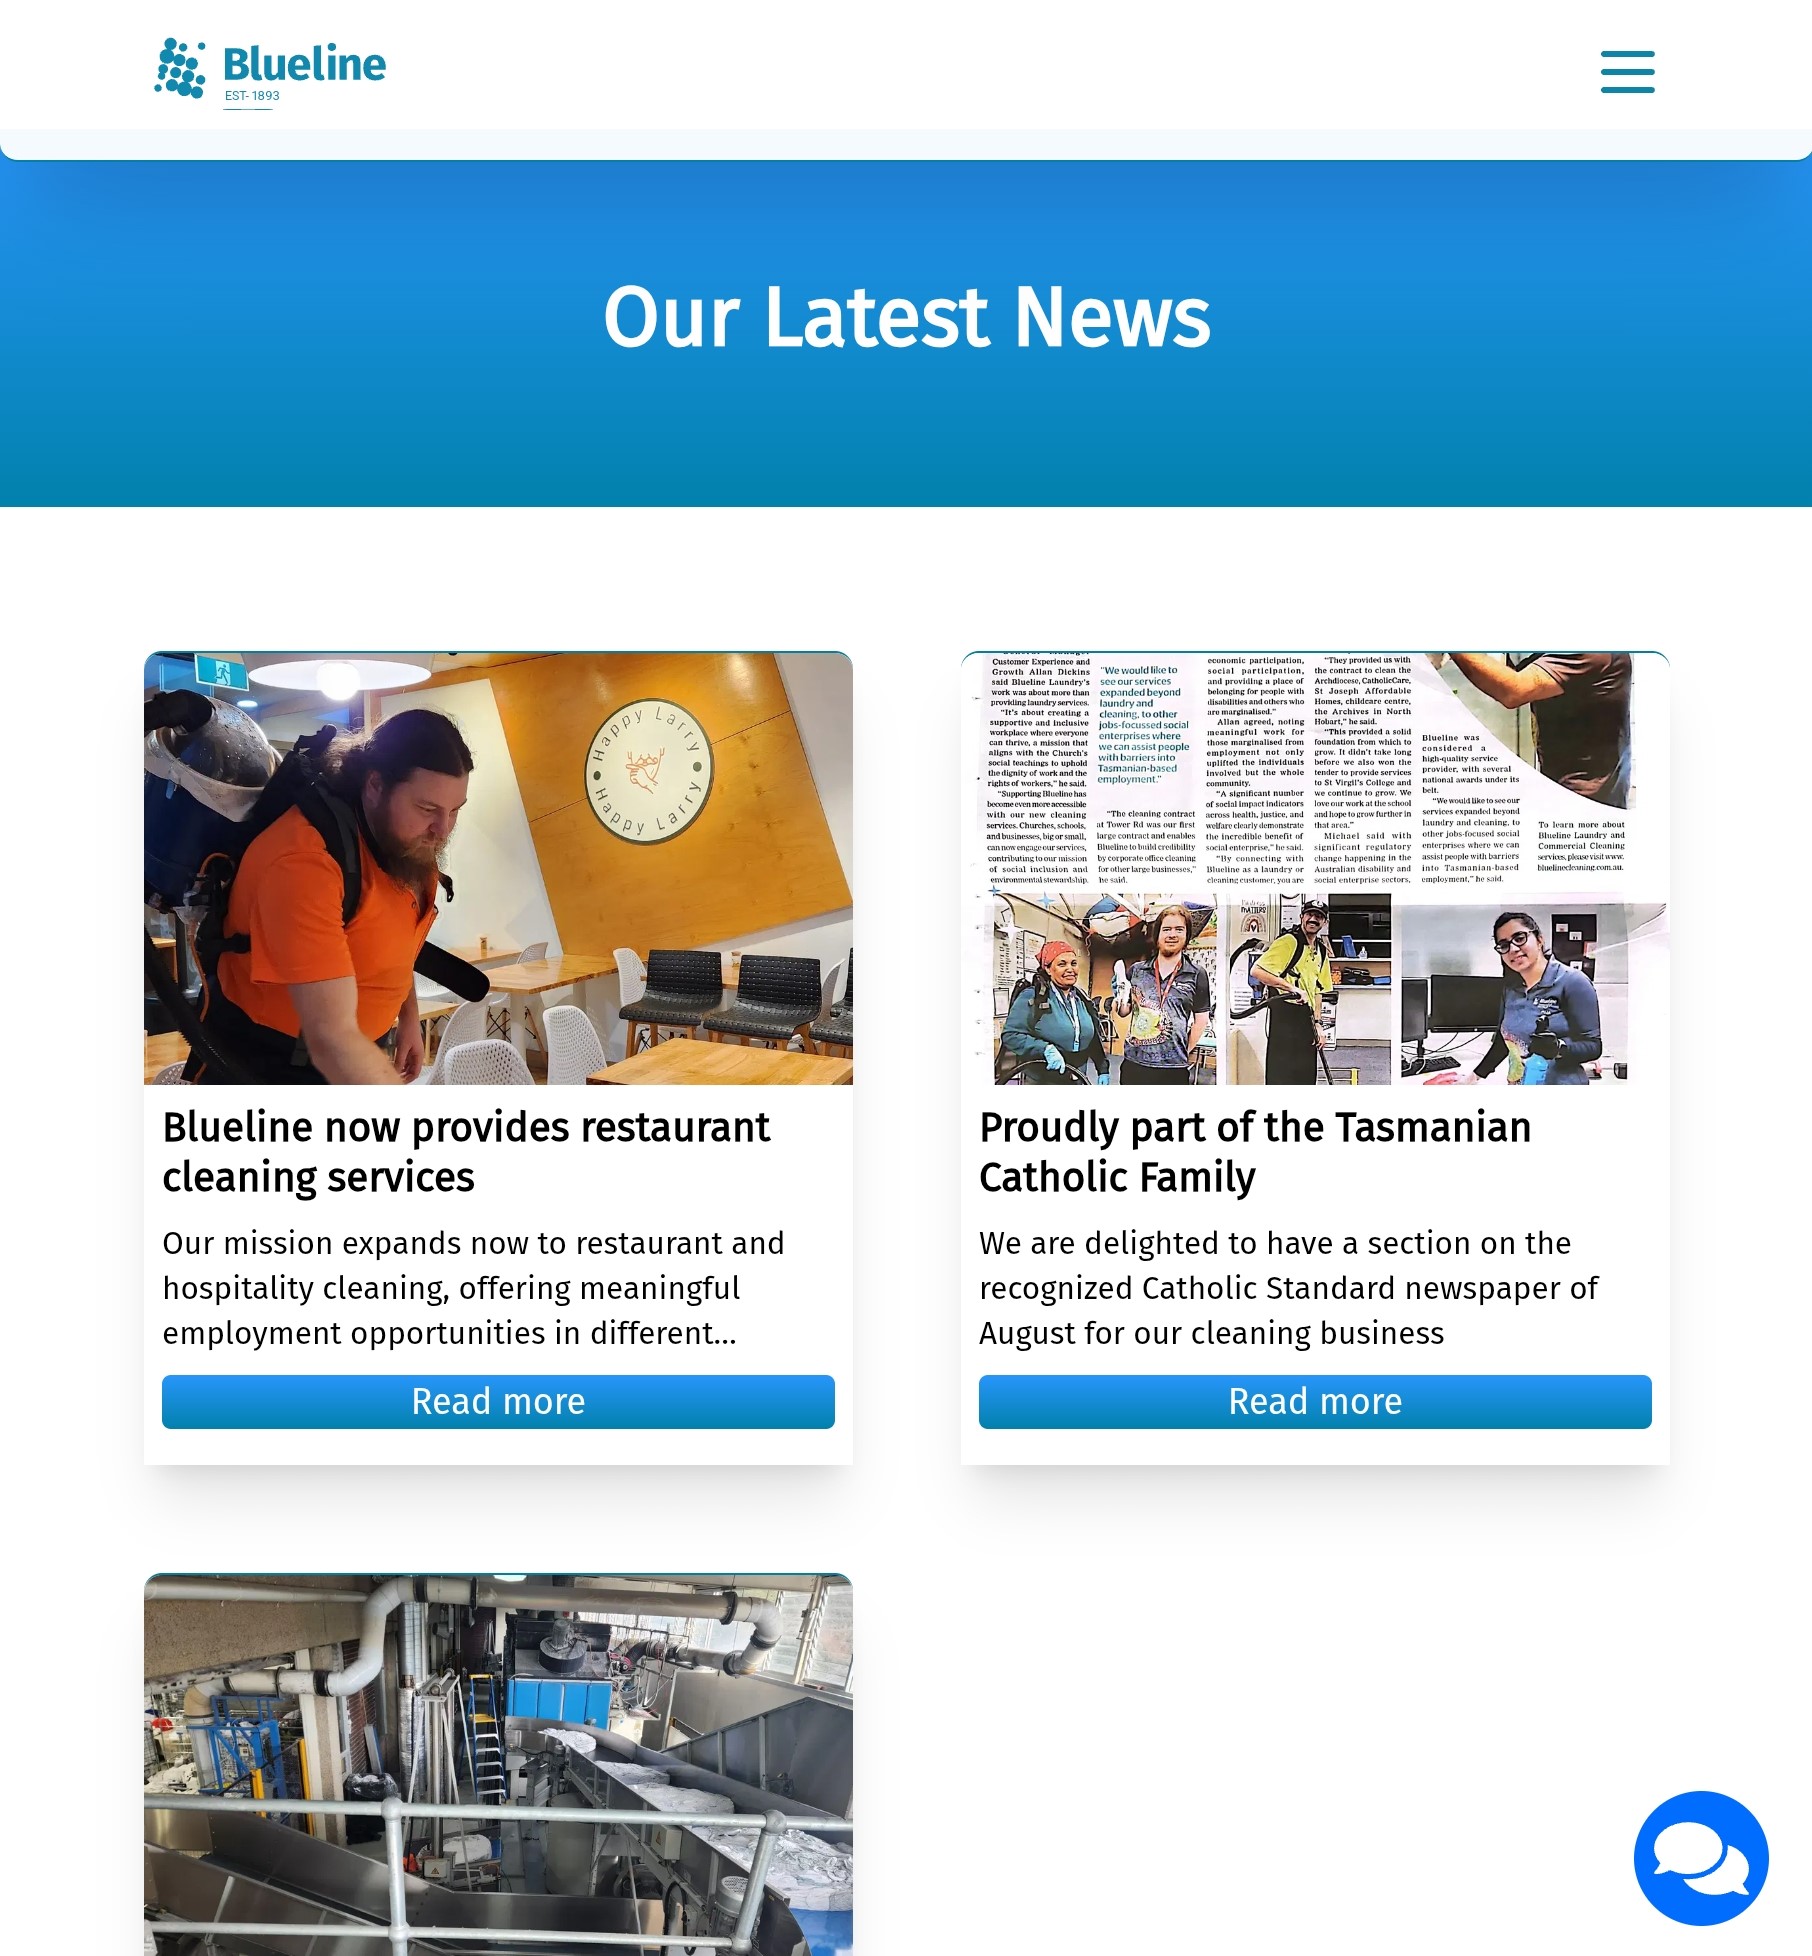 Blueline
EST- 1893
Our Latest News
Happy Larry
Happy Larry
Customer Experience and
Growth Allan Dickins
said Blueline Laundry's
work was about more than
providing laundry services.
"It's about creating a
supportive and inclusive
workplace where everyone
can thrive, a mission that
aligns with the Church's
social teachings to uphold
the dignity of work and the
rights of workers," he said.
"Supporting Blueline has
become even more accessible
with our new cleaning
services. Churches, schools,
and businesses, big or small,
can now engage our services,
contributing to our mission
of social inclusion and
environmental stewardship.
"We would like to
see our services
expanded beyond
laundry and
cleaning, to other
jobs-focussed social
enterprises where
we can assist people
with barriers into
Tasmanian-based
employment."
"The cleaning contract
at Tower Rd was our first
large contract and enables
Blueline to build credibility
by corporate office cleaning
for other large businesses,"
he said.
economic participation,
social participation,
and providing a place of
belonging for people with
disabilities and others who
are marginalised."
Allan agreed, noting
meaningful work for
those marginalised from
employment not only
uplifted the individuals
involved but the whole
community.
"A significant number
of social impact indicators
across health, justice, and
welfare clearly demonstrate
the incredible benefit of
social enterprise," he said.
"By connecting with
Blueline as a laundry or
cleaning customer, you are
"They provided us with
the contract to clean the
Archdiocese, CatholicCare,
St Joseph Affordable
Homes, childcare centre,
the Archives in North
Hobart," he said.
"This provided a solid
foundation from which to
grow. It didn't take long
before we also won the
tender to provide services
to St Virgil's College and
we continue to grow. We
love our work at the school
and hope to grow further in
that area."
Michael said with
significant regulatory
change happening in the
Australian disability and
social enterprise sectors,
Blueline was
considered a
high-quality service
provider, with several
national awards under its
belt.
"We would like to see our
services expanded beyond
laundry and cleaning, to
other jobs-focussed social
enterprises where we can
assist people with barriers
into Tasmanian-based
employment," he said.
To learn more about
Blueline Laundry and
Commercial Cleaning
services, please visit www.
bluelinecleaning.com.au.
MATTERS
Blueline now provides restaurant
cleaning services
Our mission expands now to restaurant and
hospitality cleaning, offering meaningful
employment opportunities in different...
Read more
Proudly part of the Tasmanian
Catholic Family
We are delighted to have a section on the
recognized Catholic Standard newspaper of
August for our cleaning business
Read more